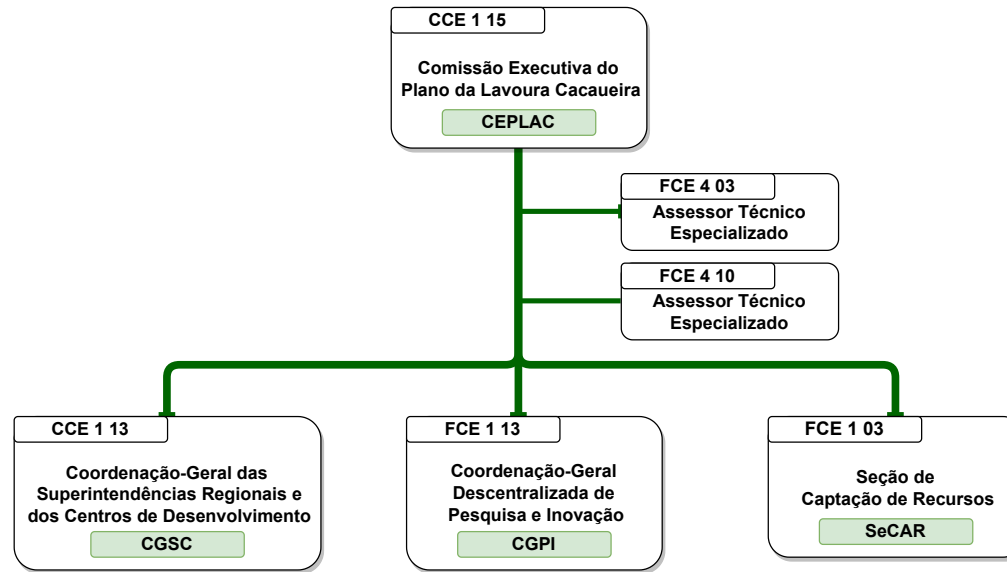 CCE 1 15
Comissão Executiva do
Plano da Lavoura Cacaueira
CEPLAC
FCE 4 03
Assessor Técnico
Especializado
FCE 4 10
Assessor Técnico
Especializado
CCE 1 13
Coordenação-Geral das
Superintendências Regionais e
dos Centros de Desenvolvimento
CGSC
FCE 1 13
Coordenação-Geral
Descentralizada de
Pesquisa e Inovação
CGPI
FCE 1 03
Seção de
Captação de Recursos
SeCAR